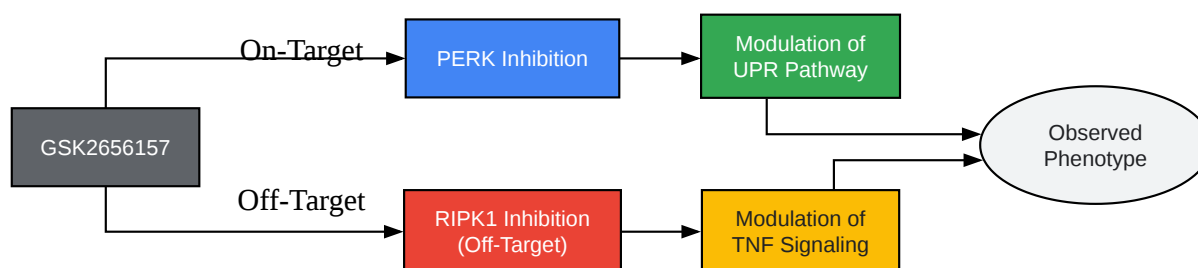 On-Target
PERK Inhibition
Modulation of
UPR Pathway
GSK2656157
Observed
Phenotype
Off-Target
RIPK1 Inhibition
(Off-Target)
Modulation of
TNF Signaling